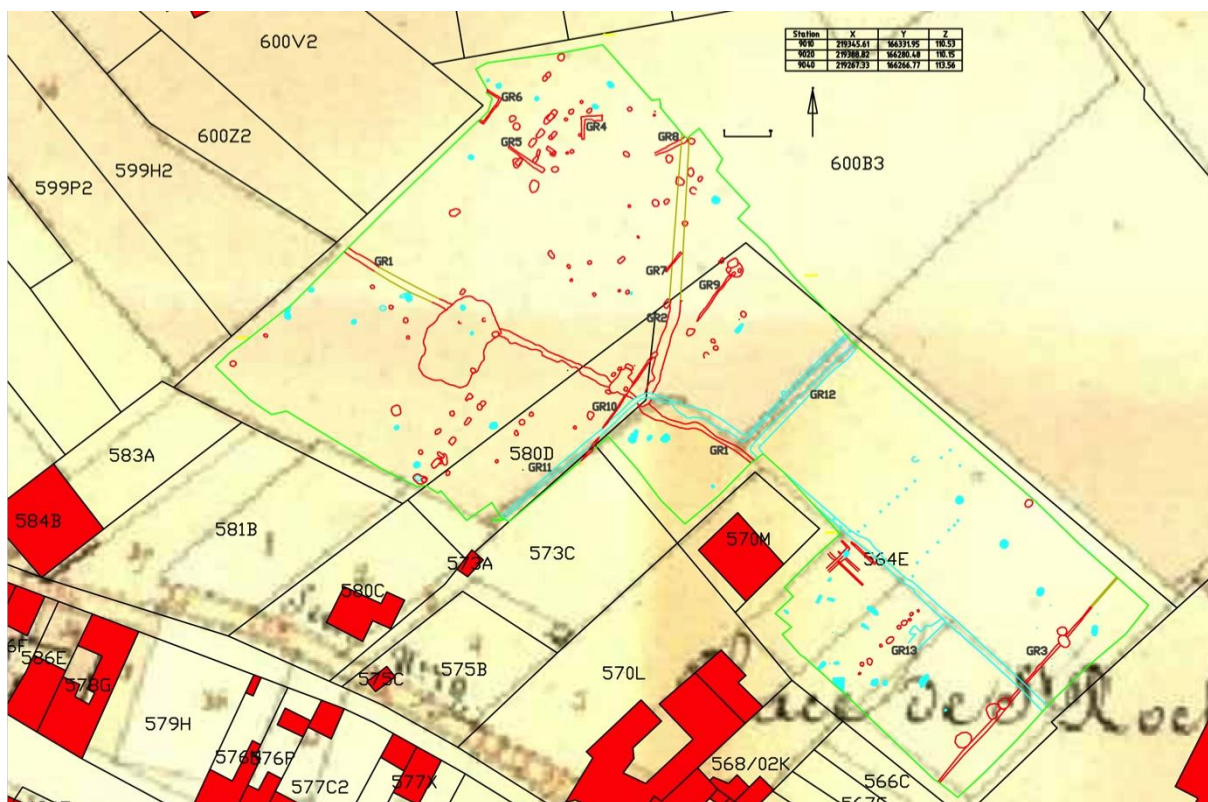 600V2
Station X Y Z
9010 219345.61 166331.95 110.53
9020 219388.82 166280.48 110.15
9040 219267.33 166266.77 113.56
GR6
GR4
GR5
GR8
600Z2
599H2
599P2
600B3
GR1
GR7
GR9
GR2
GR10
GR12
583A
580D
GR1
GR11
584B
581B
573C
570M
564E
573A
580C
586E
578G
575B
575C
570L
GR13
GR3
579H
577C2
577X
568/02K
566C